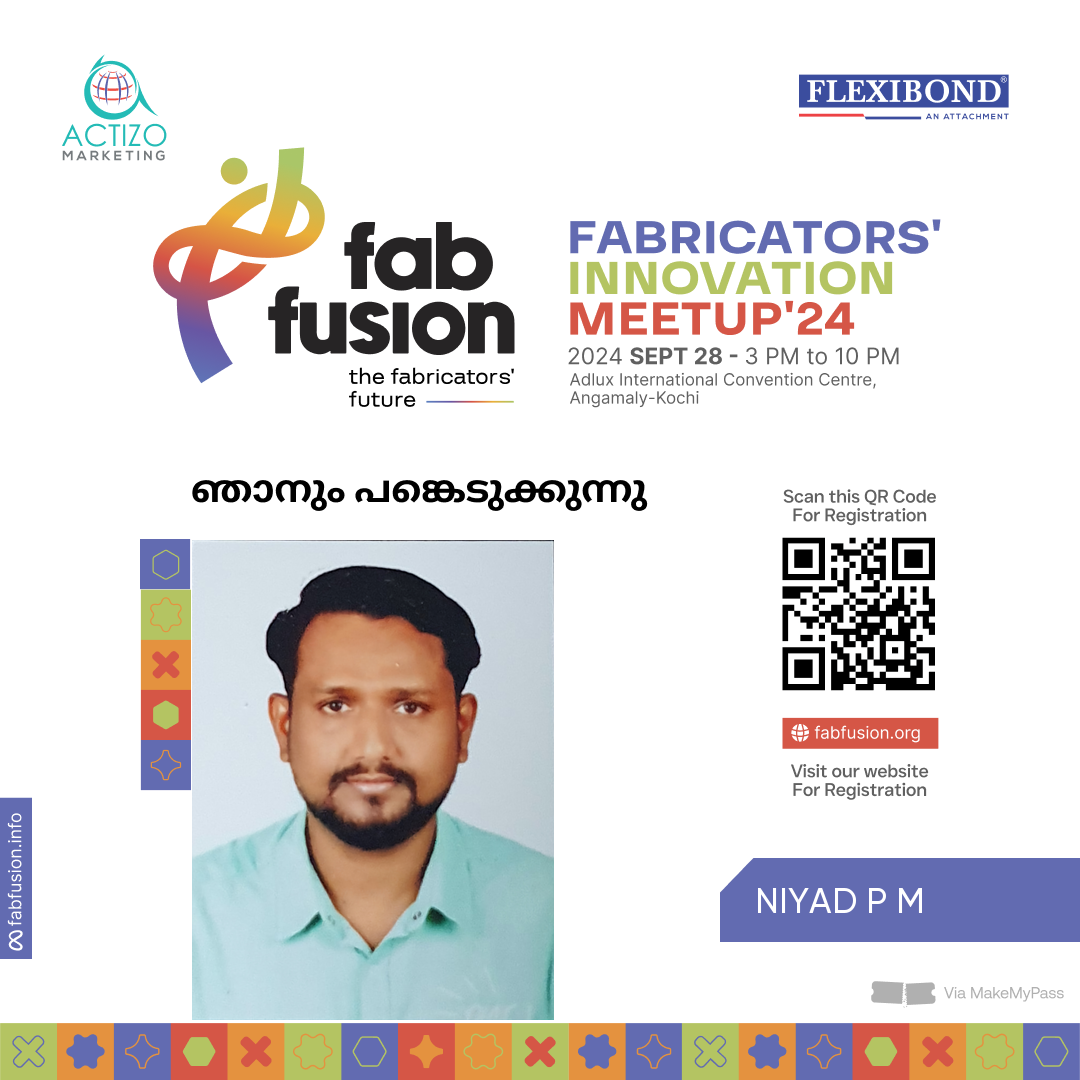 ACTIZO
MARKETING
FLEXIBOND®
AN ATTACHMENT
fab
fusion
the fabricators'
future
FABRICATORS'
INNOVATION
MEETUP'24
2024 SEPT 28 - 3 PM to 10 PM
Adlux International Convention Centre,
Angamaly-Kochi
ഞാനും പങ്കെടുക്കുന്നു
Scan this QR Code
For Registration
fabfusion.org
Visit our website
For Registration
fabfusion.info
NIYAD P M
Via MakeMyPass